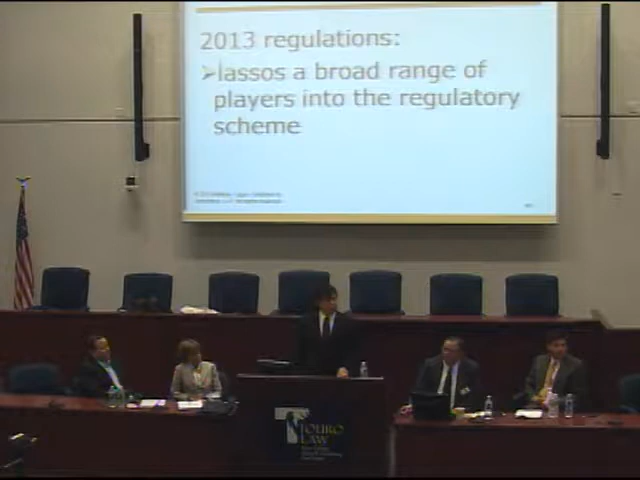 2013 regulations:
➢lassos a broad range of
players into the regulatory
scheme
TOURO
LAW